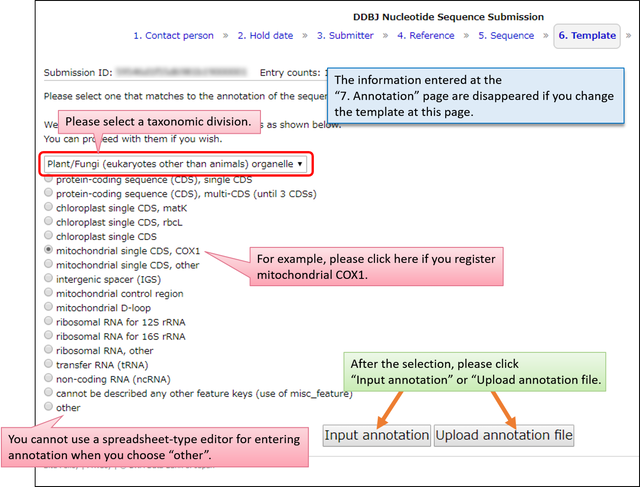 DDBJ Nucleotide Sequence Submission
1. Contact person » 2. Hold date » 3. Submitter » 4. Reference » 5. Sequence » 6. Template »
Submission ID: Entry counts:
The information entered at the
“7. Annotation” page are disappeared if you change
the template at this page.
Please select one that matches to the annotation of the seque
Please select a taxonomic division.
We s as shown below.
You can proceed with them if you wish.
Plant/Fungi (eukaryotes other than animals) organelle
protein-coding sequence (CDS), single CDS
protein-coding sequence (CDS), multi-CDS (until 3 CDSs)
chloroplast single CDS, matK
chloroplast single CDS, rbcL
chloroplast single CDS
mitochondrial single CDS, COX1
mitochondrial single CDS, other
intergenic spacer (IGS)
mitochondrial control region
mitochondrial D-loop
ribosomal RNA for 12S rRNA
ribosomal RNA for 16S rRNA
ribosomal RNA, other
transfer RNA (tRNA)
non-coding RNA (ncRNA)
cannot be described any other feature keys (use of misc_feature)
other
For example, please click here if you register
mitochondrial COX1.
After the selection, please click
“Input annotation” or “Upload annotation file.
You cannot use a spreadsheet-type editor for entering
annotation when you choose “other”.
Input annotation Upload annotation file